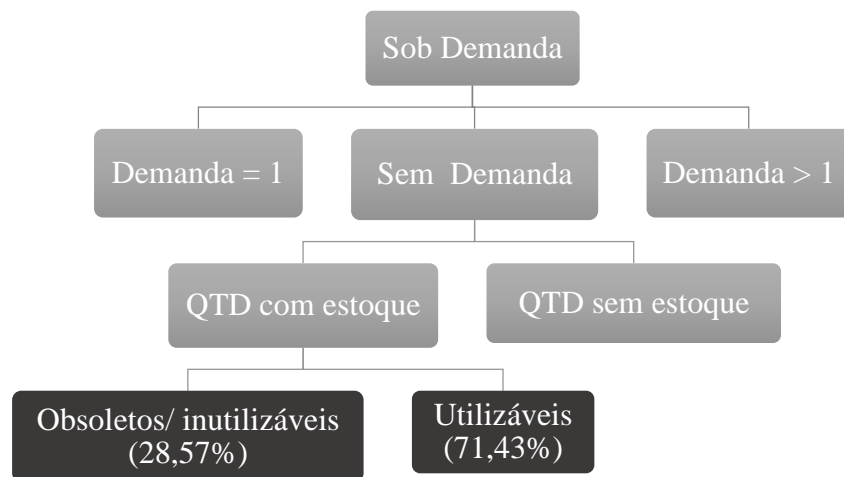 Sob Demanda
Demanda = 1
Sem Demanda
Demanda > 1
QTD com estoque
QTD sem estoque
Obsoletos/ inutilizáveis
(28,57%)
Utilizáveis
(71,43%)